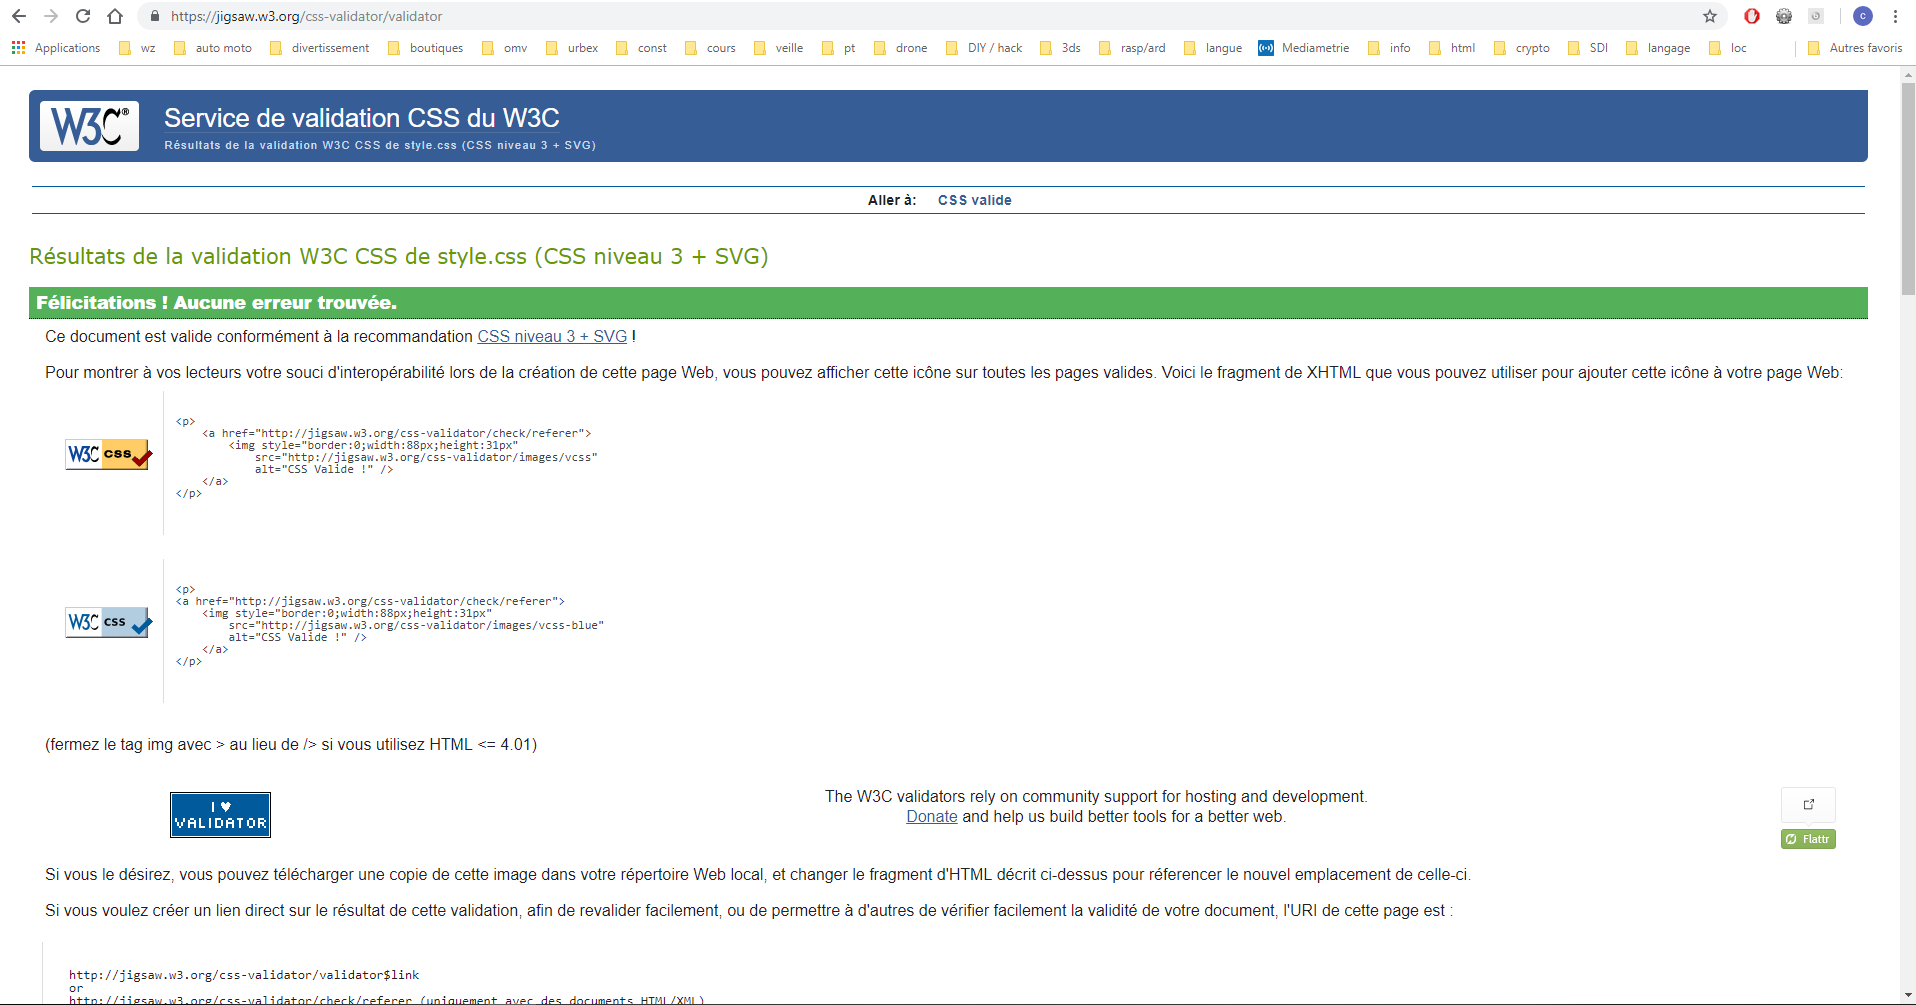 https://jigsaw.w3.org/css-validator/validator
c
Applications wz auto moto divertissement boutiques omv urbex const cours veille pt drone DIY / hack 3ds rasp/ard langue Mediametrie info html crypto SDI langage loc Autres favoris
W3C® Service de validation CSS du W3C
Résultats de la validation W3C CSS de style.css (CSS niveau 3 + SVG)
Aller à: CSS valide
Résultats de la validation W3C CSS de style.css (CSS niveau 3 + SVG)
Félicitations ! Aucune erreur trouvée.
Ce document est valide conformément à la recommandation CSS niveau 3 + SVG !
Pour montrer à vos lecteurs votre souci d'interopérabilité lors de la création de cette page Web, vous pouvez afficher cette icône sur toutes les pages valides. Voici le fragment de XHTML que vous pouvez utiliser pour ajouter cette icône à votre page Web:
W3C css
<p>
<a href="http://jigsaw.w3.org/css-validator/check/referer">
<img style="border:0;width:88px;height:31px"
src="http://jigsaw.w3.org/css-validator/images/vcss"
alt="CSS Valide !" />
</a>
</p>
W3C css
<p>
<a href="http://jigsaw.w3.org/css-validator/check/referer">
<img style="border:0;width:88px;height:31px"
src="http://jigsaw.w3.org/css-validator/images/vcss-blue"
alt="CSS Valide !" />
</a>
</p>
(fermez le tag img avec > au lieu de /> si vous utilisez HTML <= 4.01)
I ♥
VALIDATOR
The W3C validators rely on community support for hosting and development.
Donate and help us build better tools for a better web.
Flattr
Si vous le désirez, vous pouvez télécharger une copie de cette image dans votre répertoire Web local, et changer le fragment d'HTML décrit ci-dessus pour réferencer le nouvel emplacement de celle-ci.
Si vous voulez créer un lien direct sur le résultat de cette validation, afin de revalider facilement, ou de permettre à d'autres de vérifier facilement la validité de votre document, l'URI de cette page est :
http://jigsaw.w3.org/css-validator/validator$link
or
http://jigsaw.w3.org/css-validator/check/referer (uniquement avec des documents HTML/XML)